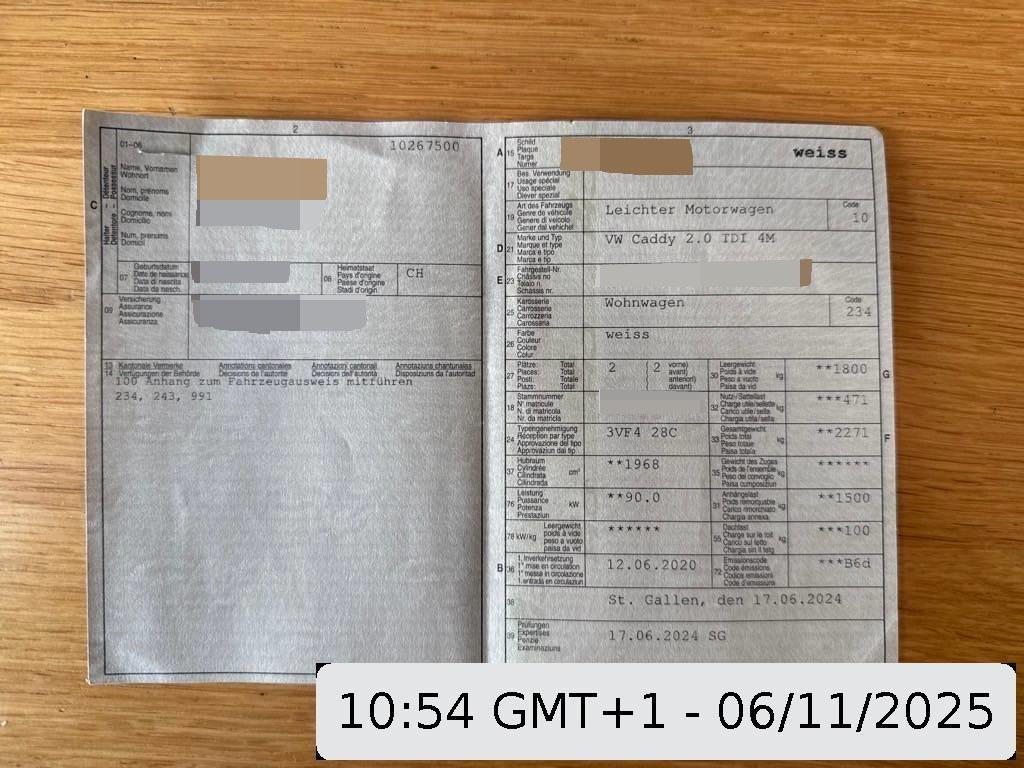 2
01-06
10267500
C
Halter - Détenteur
Detentore - Possessur
Name, Vornamen
Wohnort
Nom, prénoms
Domicile
Cognome, nomi
Domicilio
Num, prenums
Domicil
07
Geburtsdatum
Date de naissance
Data di nascita
Data da nasch.
08
Heimatstaat
Pays d'origine
Paese d'origine
Stadi d'origin
CH
09
Versicherung
Assurance
Assicurazione
Assicuranza
13
14
Kantonale Vermerke
Verfügungen der Behörde
Annotations cantonales
Décisions de l'autorité
Annotazioni cantonali
Decisioni dell'autorità
Annotaziuns chantunalas
Disposiziuns da l'autoritad
100 Anhang zum Fahrzeugausweis mitführen
234, 243, 991
3
A
15
Schild
Plaque
Targa
Numer
weiss
17
Bes. Verwendung
Usage spécial
Uso speciale
Diever spezial
19
Art des Fahrzeugs
Genre de véhicule
Genere di veicolo
Gener dal vehichel
Leichter Motorwagen
Code
10
D
21
Marke und Typ
Marque et type
Marca e tipo
Marca e tip
VW Caddy 2.0 TDI 4M
E
23
Fahrgestell-Nr.
Châssis no
Telaio n.
Schassis nr.
25
Karosserie
Carrosserie
Carrozzeria
Carossaria
Wohnwagen
Code
234
26
Farbe
Couleur
Colore
Colur
weiss
27
Plätze: Total
Places: Total
Posti: Totale
Plazs: Total
2
2
vorne)
avant)
anteriori)
davant)
30
Leergewicht
Poids à vide
Peso a vuoto
Paisa da vid
kg
**1800
G
18
Stammnummer
N° matricule
N. di matricola
Nr. da matricla
32
Nutz-/Sattellast
Charge utile/sellette
Carico utile/sella
Chargia utila/sella
kg
***471
24
Typengenehmigung
Réception par type
Approvazione del tipo
Approvaziun dal tip
3VF4 28C
33
Gesamtgewicht
Poids total
Peso totale
Paisa totala
kg
**2271
F
37
Hubraum
Cylindrée
Cilindrata
Cilindrada
cm³
**1968
35
Gewicht des Zuges
Poids de l'ensemble
Peso del convoglio
Paisa cumposiziun
kg
******
76
Leistung
Puissance
Potenza
Prestaziun
kW
**90.0
31
Anhängelast
Poids remorquable
Carico rimorchiato
Chargia annexa
kg
**1500
78 kW/kg
Leergewicht
poids à vide
peso a vuoto
paisa da vid
******
55
Dachlast
Charge sur le toit
Carico sul tetto
Chargia sin il tetg
kg
***100
B
36
1. Inverkehrsetzung
1re mise en circulation
1a messa in circolazione
1. entrada en circulaziun
12.06.2020
72
Emissionscode
Code émissions
Codice emissioni
Code d'emissiuns
***B6d
38
St. Gallen, den 17.06.2024
39
Prüfungen
Expertises
Perizie
Examinaziuns
17.06.2024 SG
10:54 GMT+1 - 06/11/2025